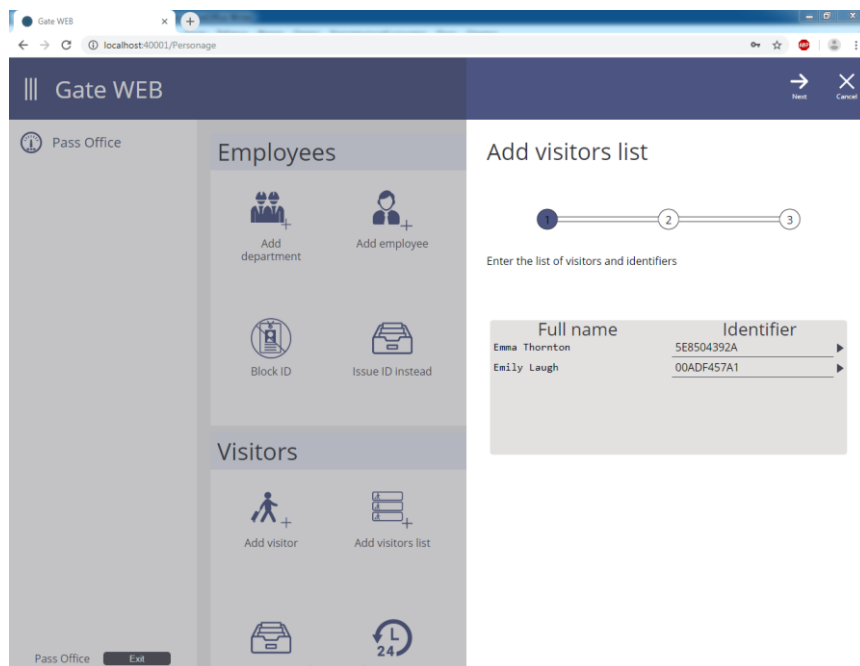 Gate WEB
localhost:40001/Personage
ABP
Gate WEB
Next
Cancel
Pass Office
Employees
Add department
Add employee
Block ID
Issue ID instead
Visitors
Add visitor
Add visitors list
24
Pass Office
Exit
Add visitors list
1
2
3
Enter the list of visitors and identifiers
Full name Identifier
Emma Thornton 5E8504392A
Emily Laugh 00ADF457A1